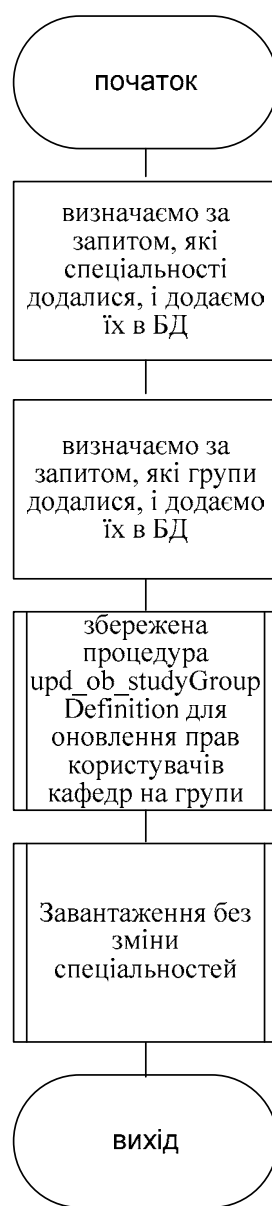 початок
визначаємо за
запитом, які
спеціальності
додалися, і додаємо
їх в БД
визначаємо за
запитом, які групи
додалися, і додаємо
їх в БД
збережена
процедура
upd_ob_studyGroup
Definition для
оновлення прав
користувачів
кафедр на групи
Завантаження без
зміни
спеціальностей
вихід